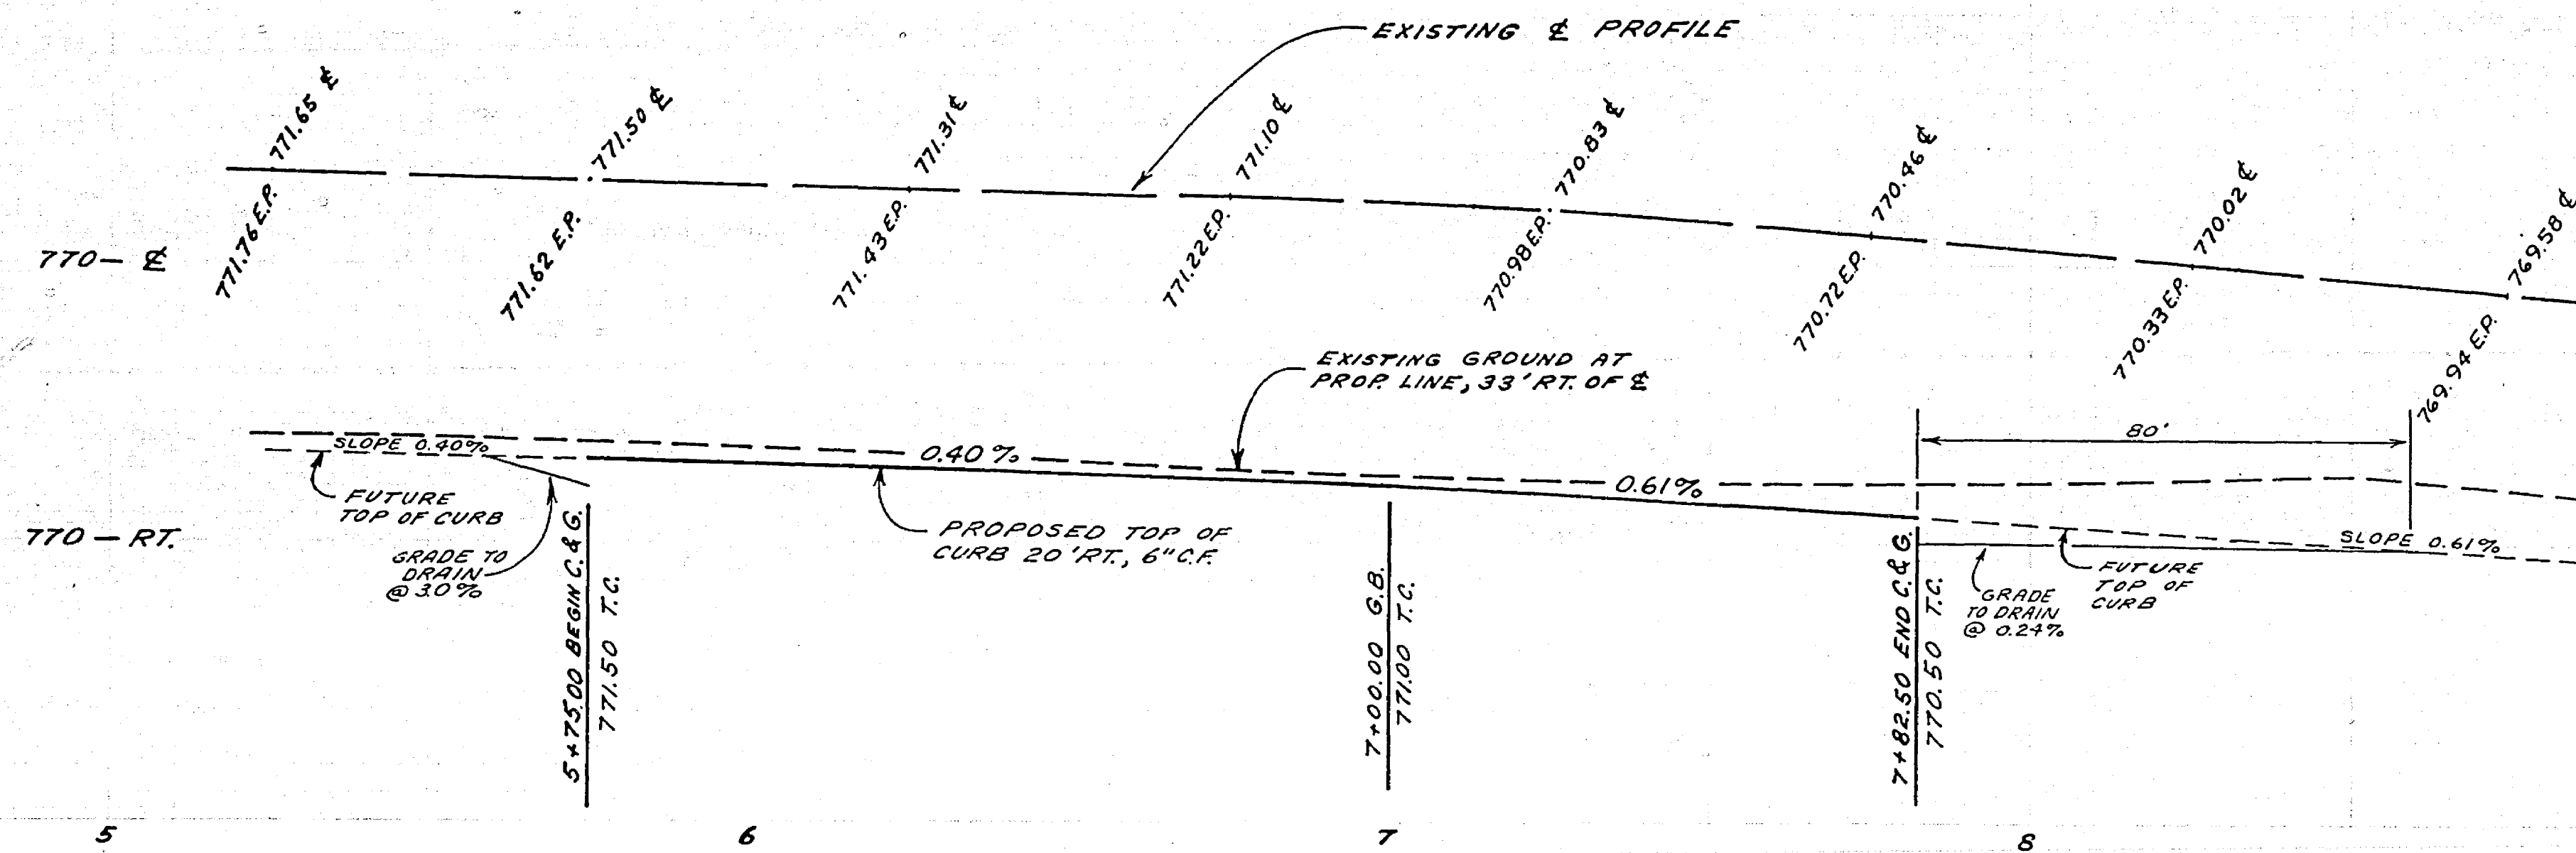 EXISTING ℄ PROFILE
771.65 ℄
771.50 ℄
771.31 ℄
771.10 ℄
770.83 ℄
770.46 ℄
770.02 ℄
769.58 ℄
770— ℄
771.76 E.P.
771.62 E.P.
771.43 E.P.
771.22 E.P.
770.98 E.P.
770.72 E.P.
770.33 E.P.
769.94 E.P.
EXISTING GROUND AT
PROP. LINE, 33' RT. OF ℄
80'
SLOPE 0.40%
0.40%
0.61%
SLOPE 0.61%
FUTURE
TOP OF CURB
770 — RT.
GRADE TO
DRAIN
@ 3.0%
PROPOSED TOP OF
CURB 20' RT., 6" C.F.
GRADE
TO DRAIN
@ 0.24%
FUTURE
TOP OF
CURB
5+75.00 BEGIN C.&G.
771.50 T.C.
7+00.00 G.B.
771.00 T.C.
7+82.50 END C.&G.
770.50 T.C.
5
6
7
8